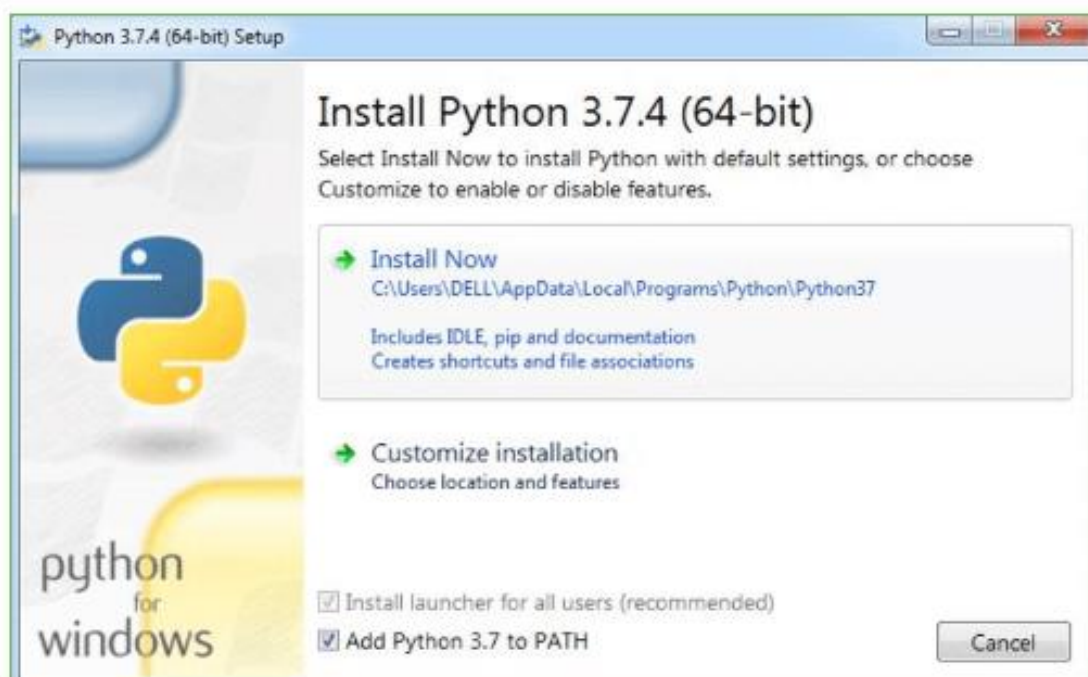 Python 3.7.4 (64-bit) Setup
Install Python 3.7.4 (64-bit)
Select Install Now to install Python with default settings, or choose
Customize to enable or disable features.
Install Now
C:\Users\DELL\AppData\Local\Programs\Python\Python37
Includes IDLE, pip and documentation
Creates shortcuts and file associations
Customize installation
Choose location and features
python
for
windows
Install launcher for all users (recommended)
Add Python 3.7 to PATH
Cancel